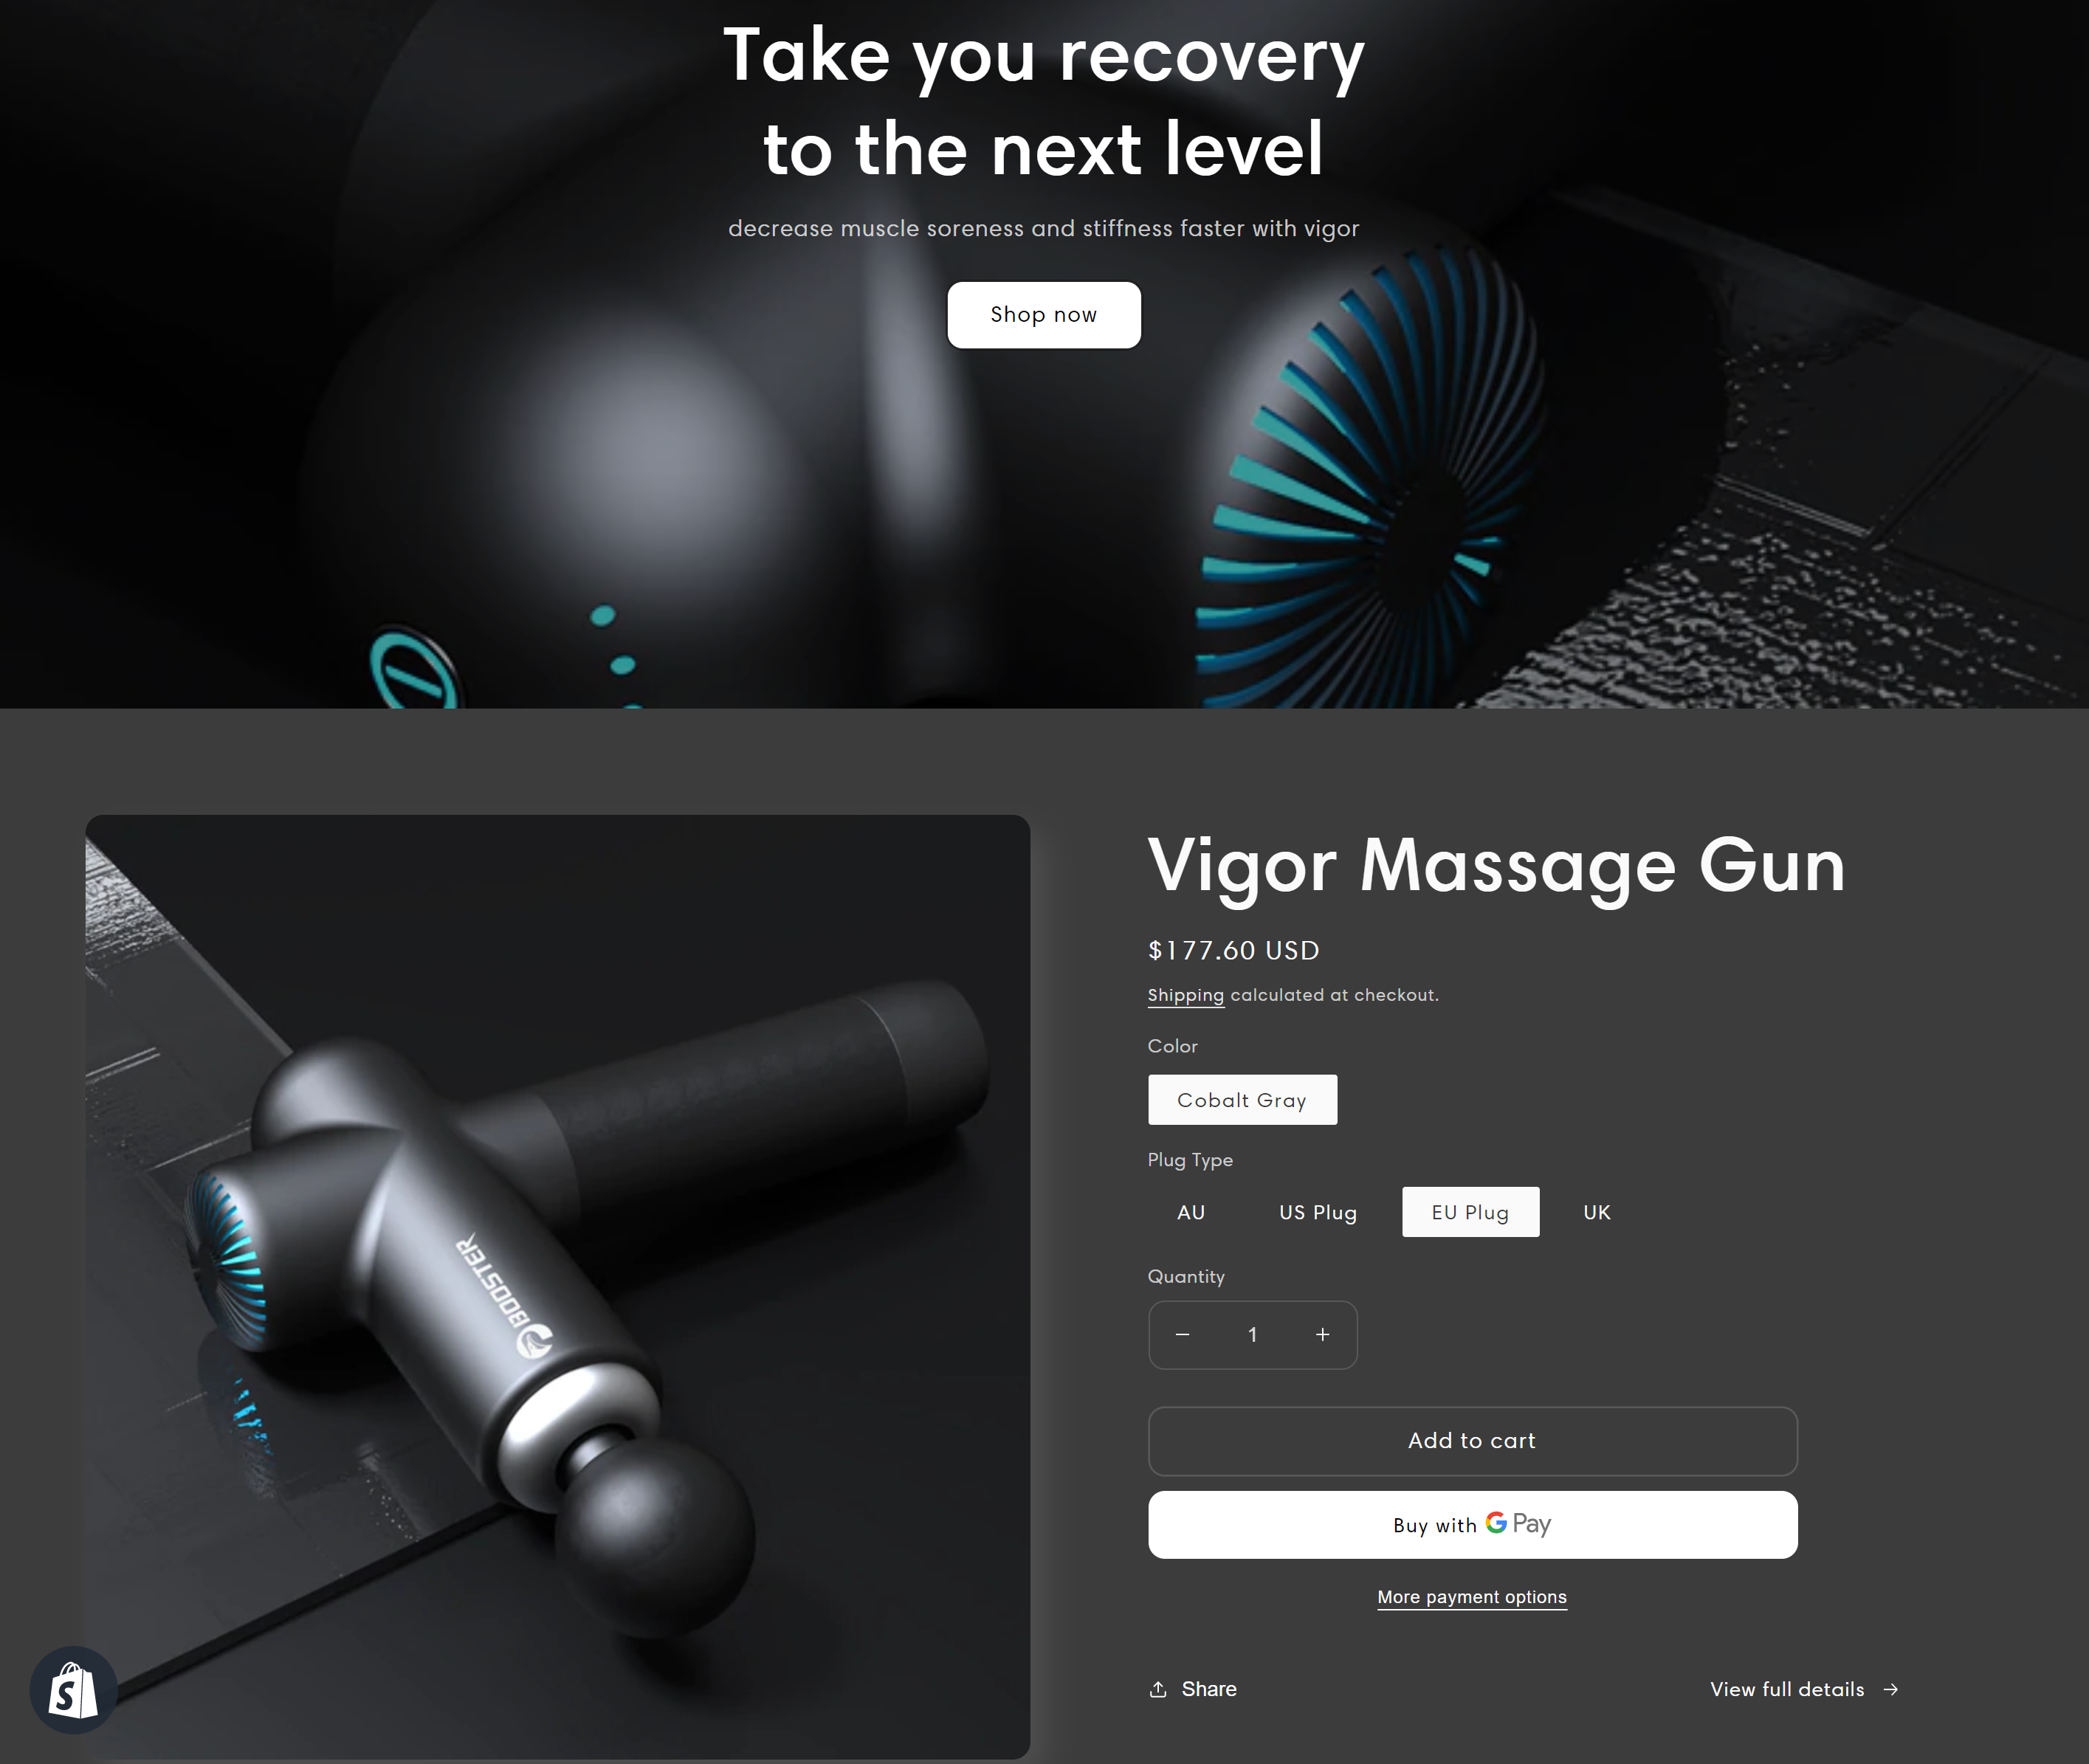 Take you recovery
to the next level
decrease muscle soreness and stiffness faster with vigor
Shop now
BOOSTER
Vigor Massage Gun
$177.60 USD
Shipping calculated at checkout.
Color
Cobalt Gray
Plug Type
AU US Plug EU Plug UK
Quantity
− 1 +
Add to cart
Buy with G Pay
More payment options
Share
View full details →